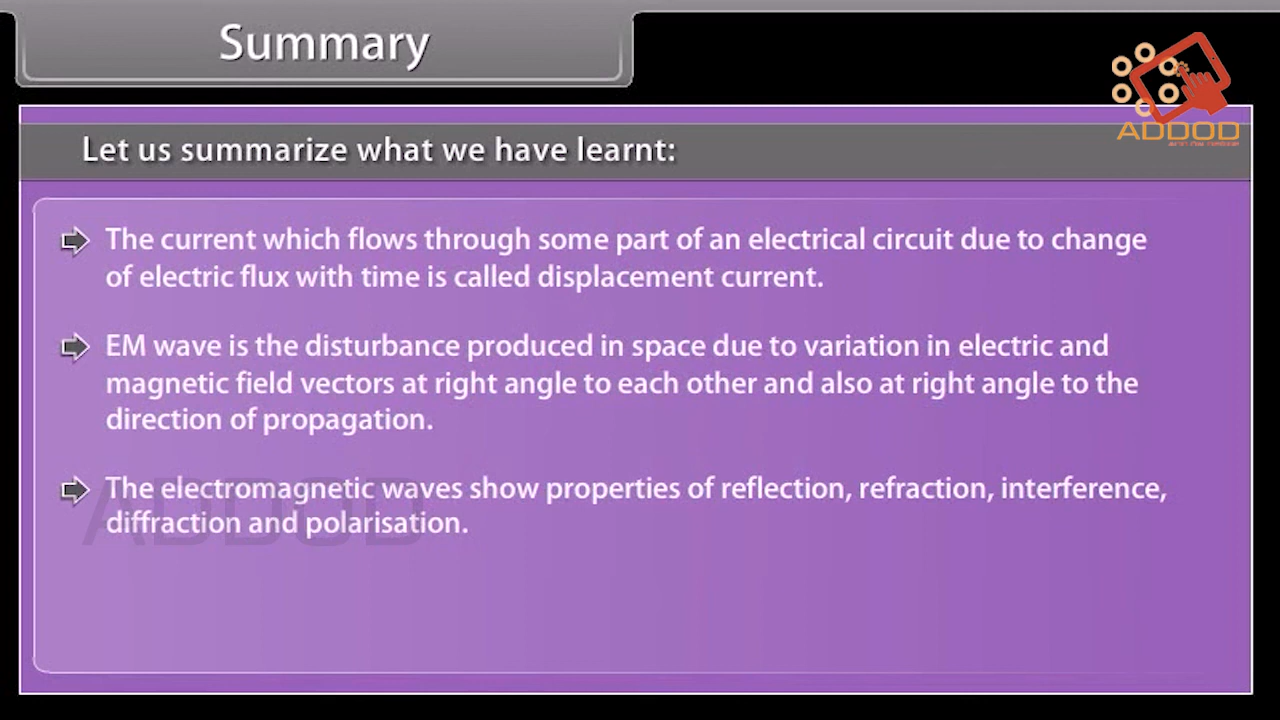 Summary
ADDOD
Let us summarize what we have learnt:
The current which flows through some part of an electrical circuit due to change
of electric flux with time is called displacement current.
EM wave is the disturbance produced in space due to variation in electric and
magnetic field vectors at right angle to each other and also at right angle to the
direction of propagation.
The electromagnetic waves show properties of reflection, refraction, interference,
diffraction and polarisation.
ADDOD